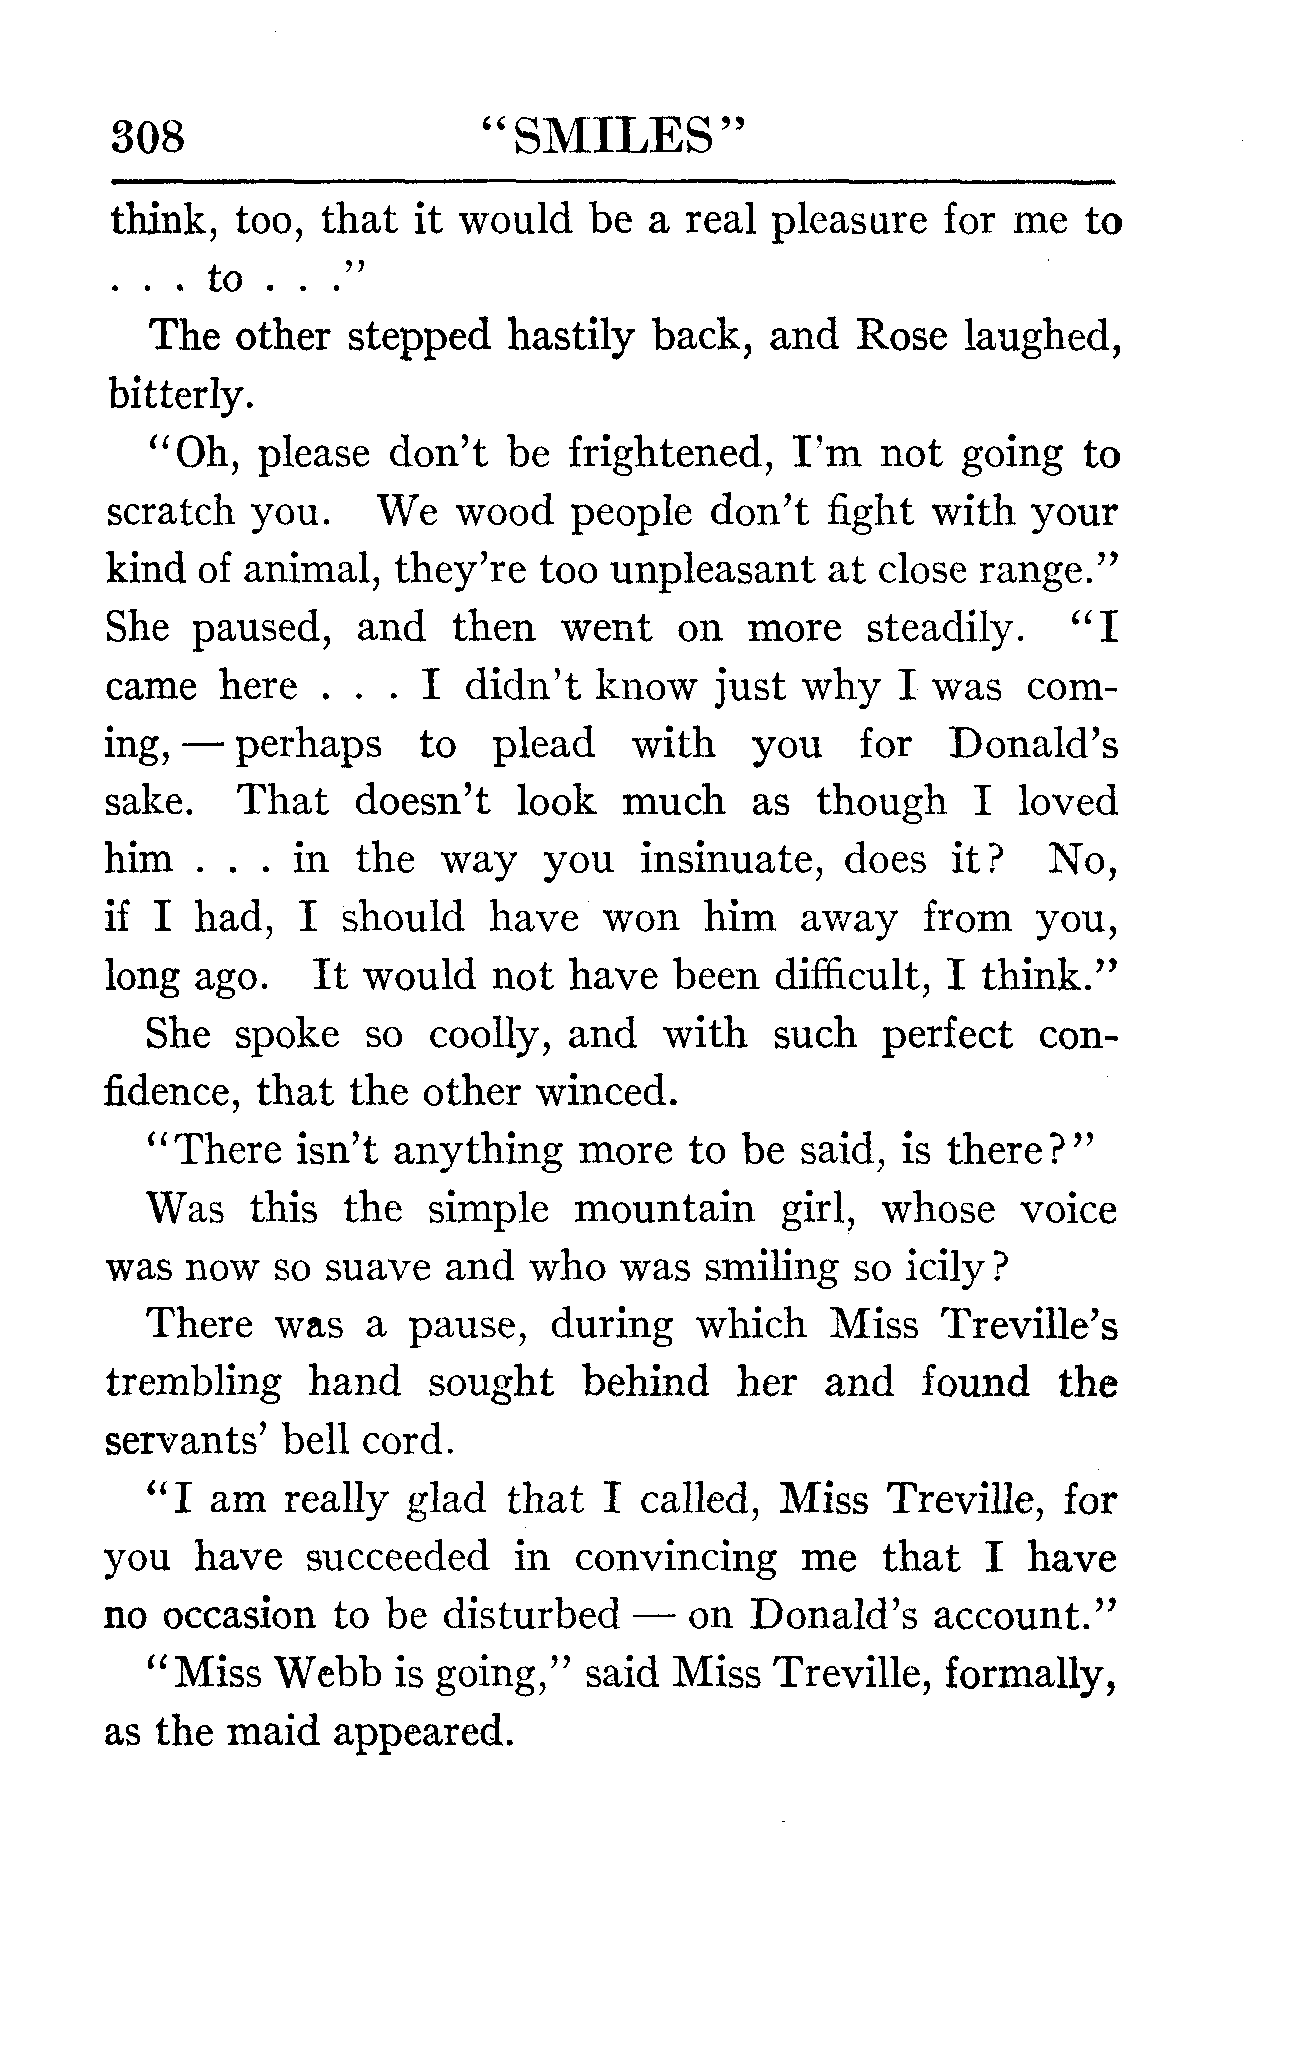 308 "SMILES"
think, too, that it would be a real pleasure for me to
. . . to . . ."
The other stepped hastily back, and Rose laughed,
bitterly.
"Oh, please don't be frightened, I'm not going to
scratch you. We wood people don't fight with your
kind of animal, they're too unpleasant at close range."
She paused, and then went on more steadily. "I
came here . . . I didn't know just why I was com-
ing, — perhaps to plead with you for Donald's
sake. That doesn't look much as though I loved
him . . . in the way you insinuate, does it? No,
if I had, I should have won him away from you,
long ago. It would not have been difficult, I think."
She spoke so coolly, and with such perfect con-
fidence, that the other winced.
"There isn't anything more to be said, is there?"
Was this the simple mountain girl, whose voice
was now so suave and who was smiling so icily?
There was a pause, during which Miss Treville's
trembling hand sought behind her and found the
servants' bell cord.
"I am really glad that I called, Miss Treville, for
you have succeeded in convincing me that I have
no occasion to be disturbed — on Donald's account."
"Miss Webb is going," said Miss Treville, formally,
as the maid appeared.